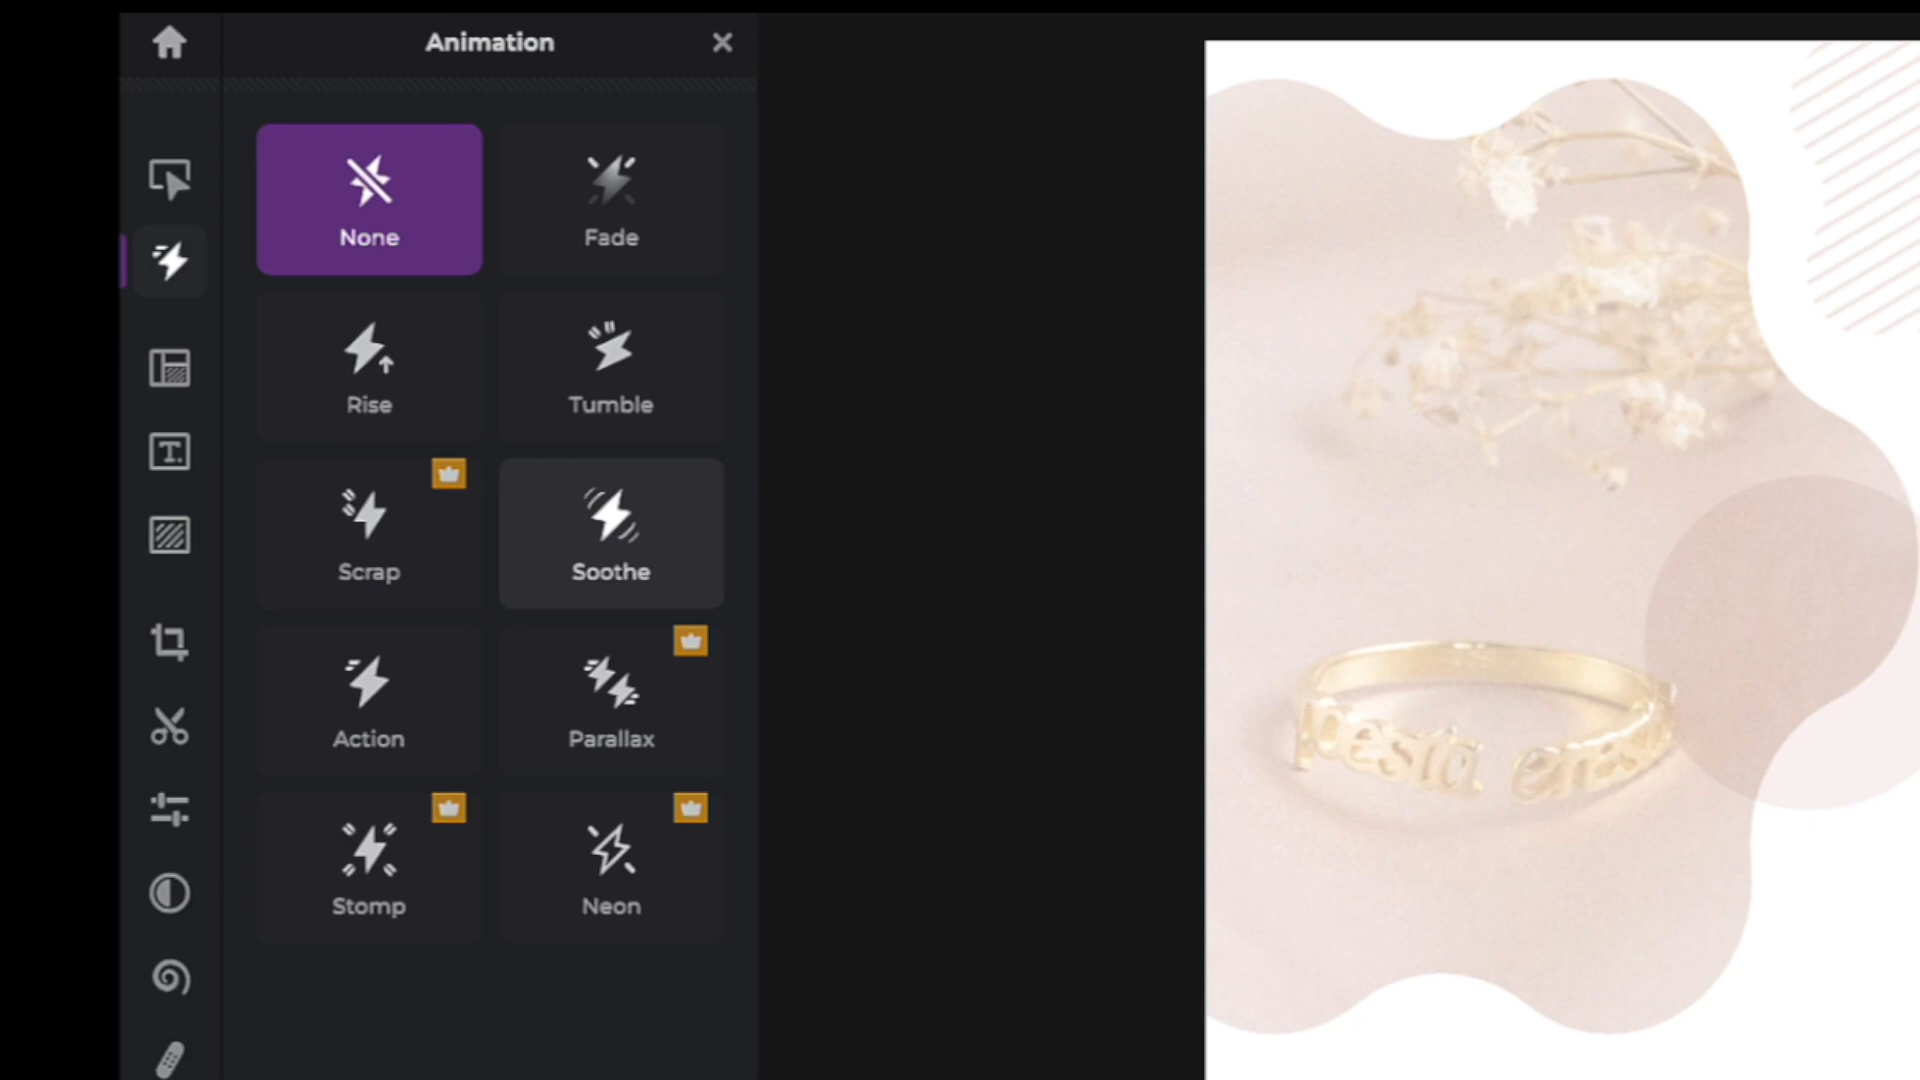 Animation
None
Fade
Rise
Tumble
Scrap
Soothe
Action
Parallax
Stomp
Neon